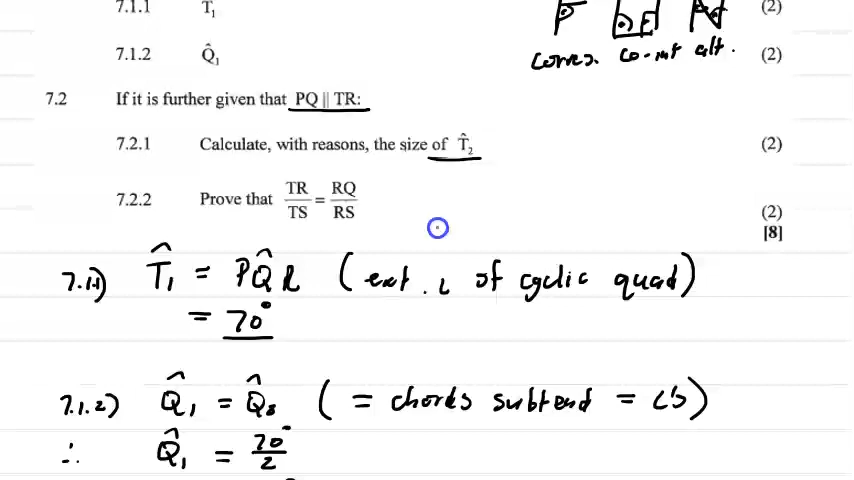 7.1.1 T̂₁ (2)
7.1.2 Q̂₁ (2)
corres. co-int alt.
7.2 If it is further given that PQ || TR:
7.2.1 Calculate, with reasons, the size of T̂₂ (2)
7.2.2 Prove that TR/TS = RQ/RS (2)
[8]
7.1.1) T̂₁ = PQ̂R (ext. ∠ of cyclic quad)
= 70°
7.1.2) Q̂₁ = Q̂₂ (= chords subtend = ∠s)
∴ Q̂₁ = 70°/2